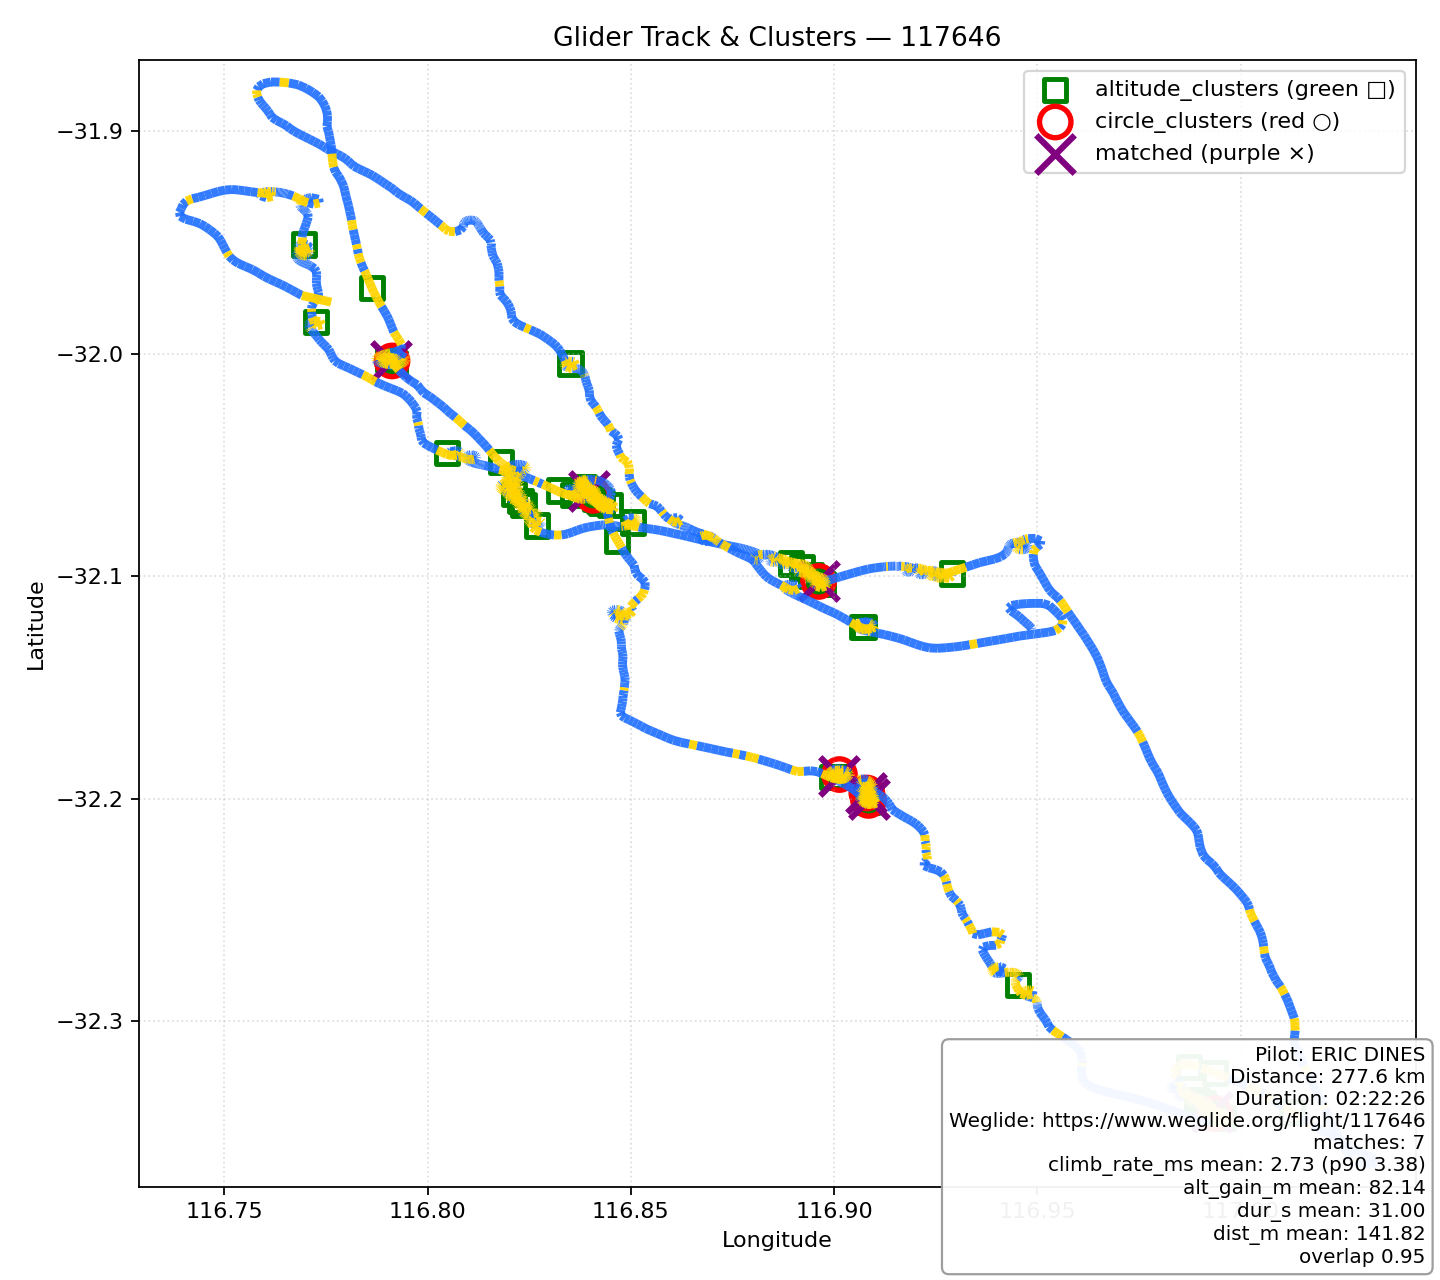 Glider Track & Clusters — 117646
altitude_clusters (green □)
circle_clusters (red ○)
matched (purple ×)
−31.9
−32.0
−32.1
−32.2
−32.3
Latitude
Pilot: ERIC DINES
Distance: 277.6 km
Duration: 02:22:26
Weglide: https://www.weglide.org/flight/117646
matches: 7
climb_rate_ms mean: 2.73 (p90 3.38)
alt_gain_m mean: 82.14
dur_s mean: 31.00
dist_m mean: 141.82
overlap 0.95
116.75 116.80 116.85 116.90 116.95
Longitude